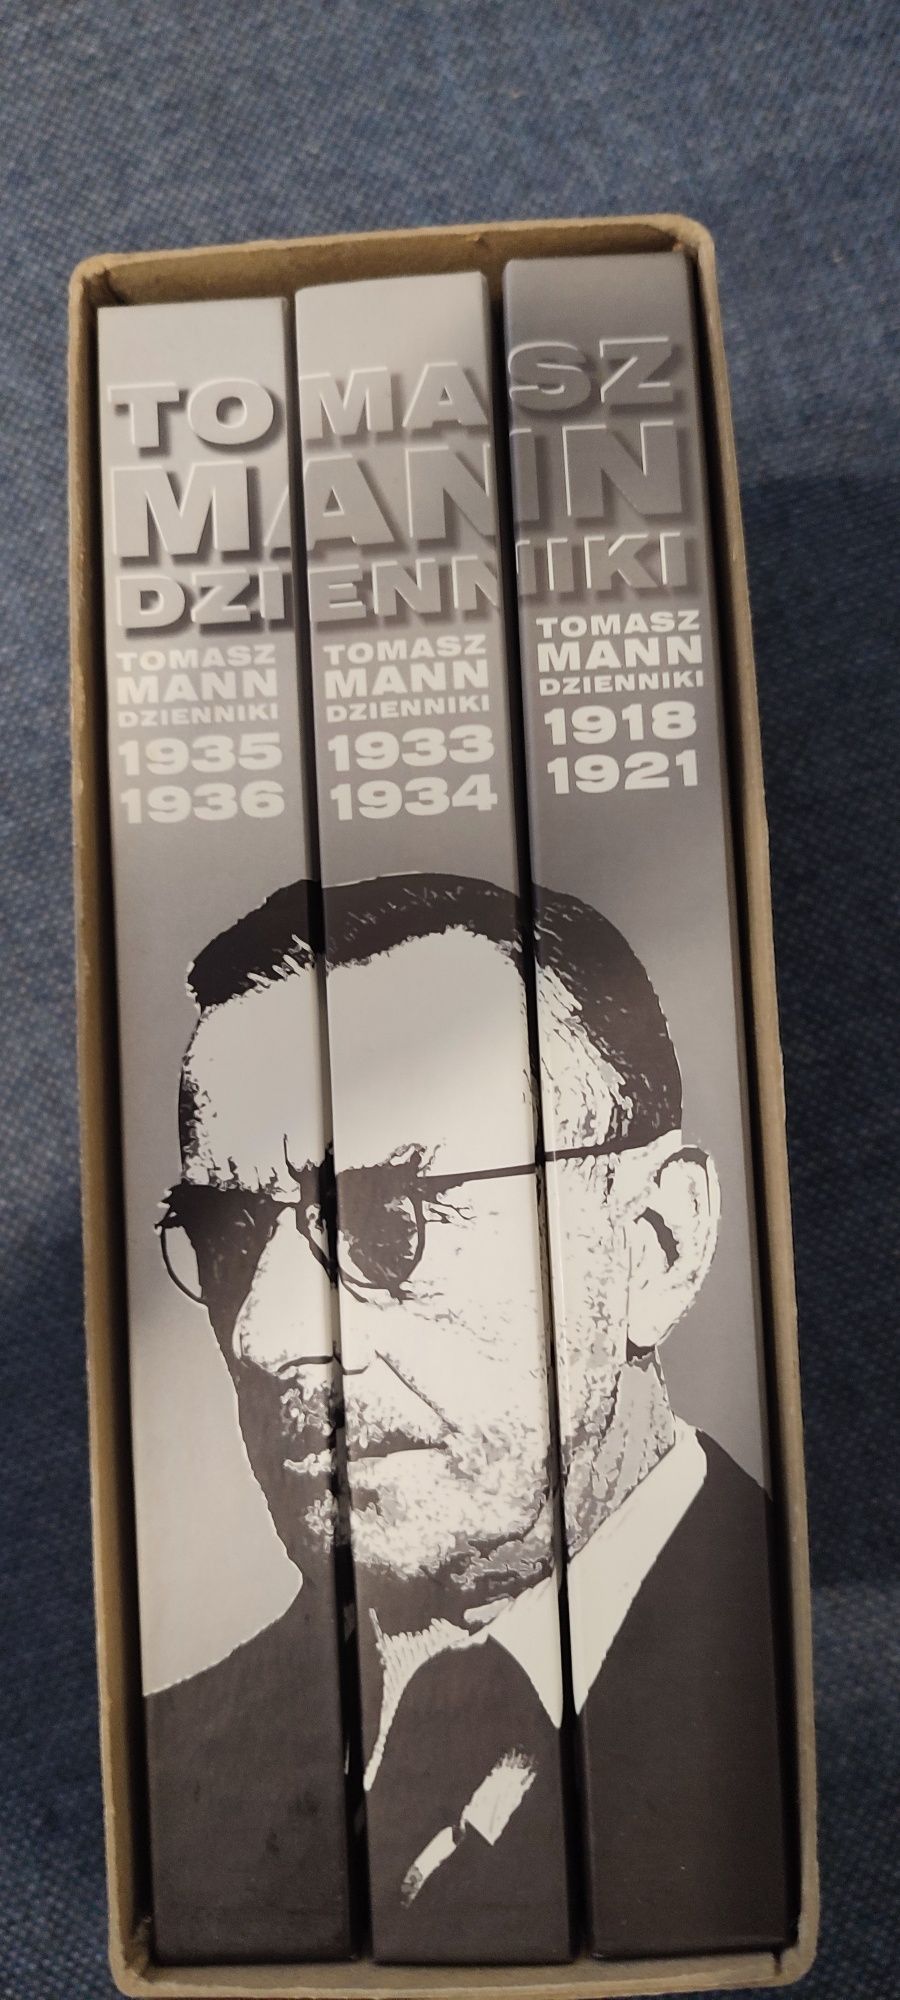 TOMASZ
MANN
DZIENNIKI
TOMASZ
MANN
DZIENNIKI
1935
1936
TOMASZ
MANN
DZIENNIKI
1933
1934
TOMASZ
MANN
DZIENNIKI
1918
1921